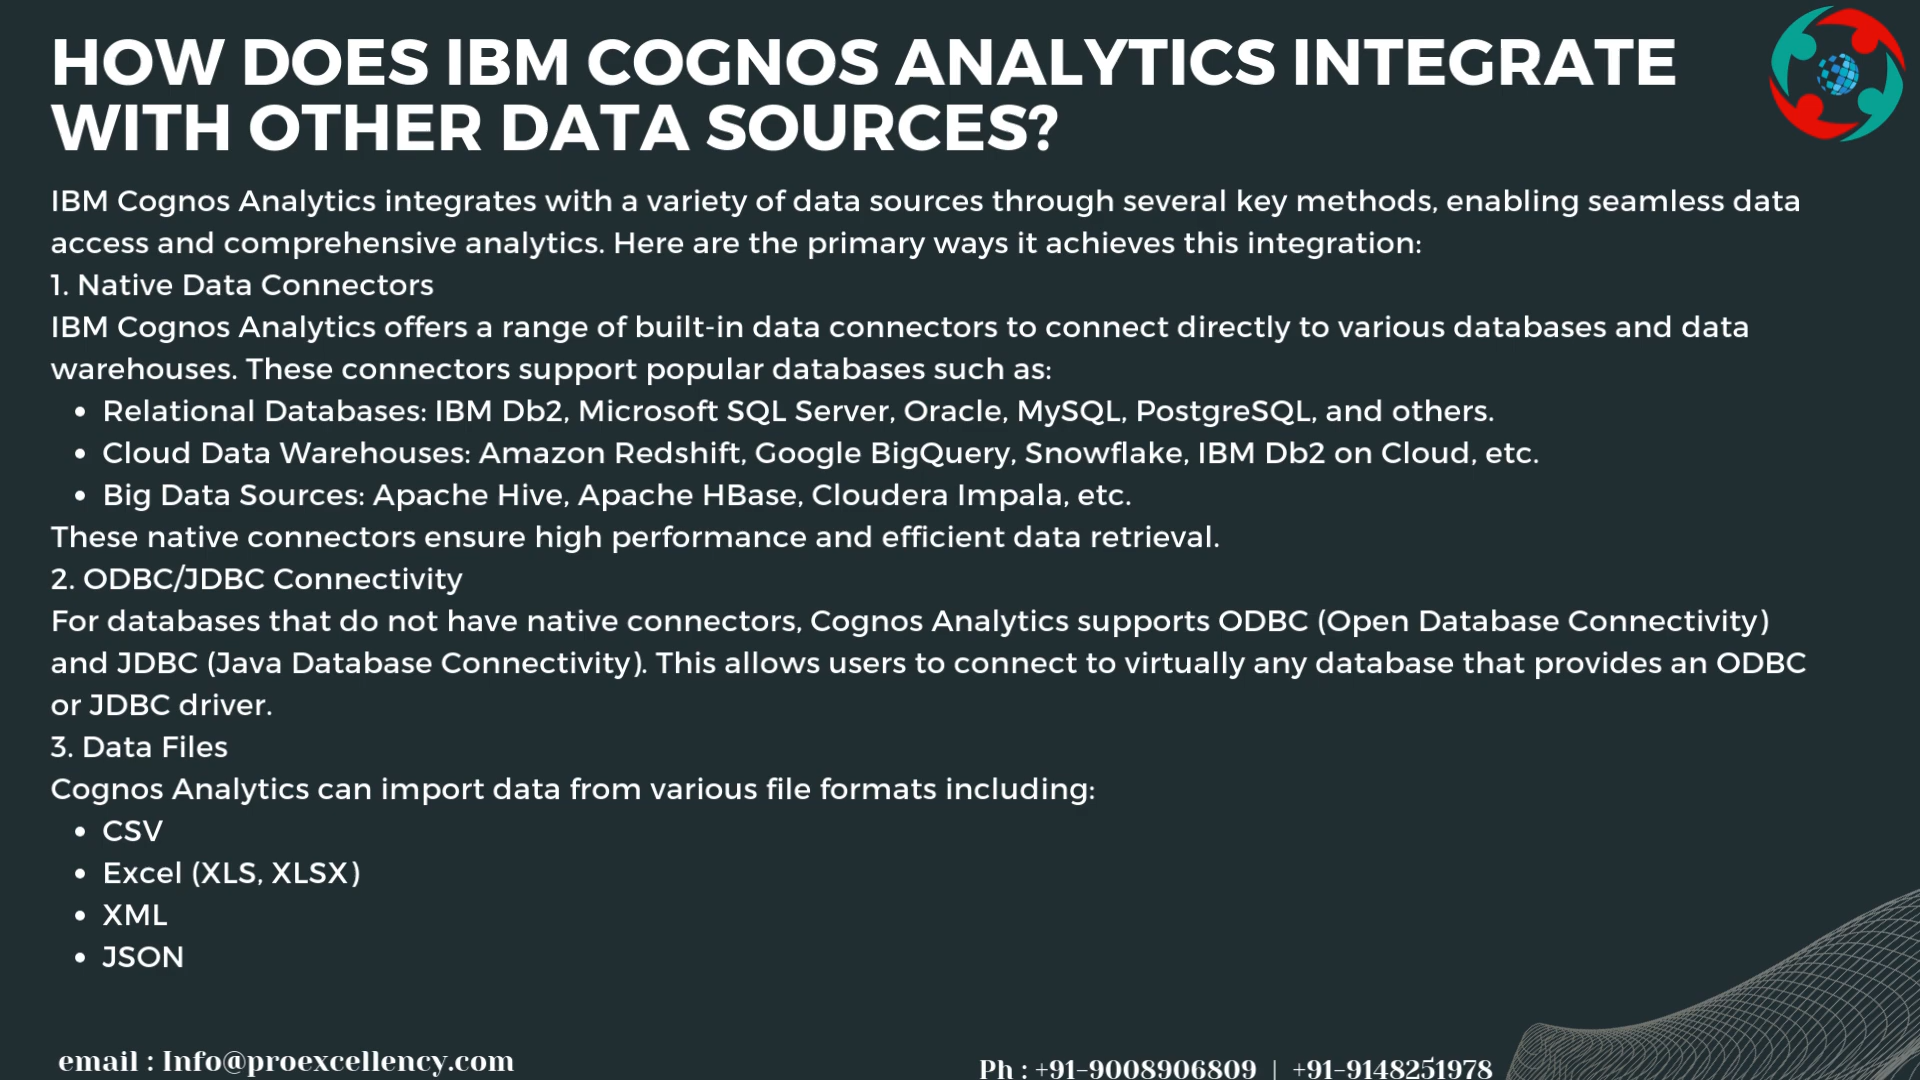 HOW DOES IBM COGNOS ANALYTICS INTEGRATE
WITH OTHER DATA SOURCES?
IBM Cognos Analytics integrates with a variety of data sources through several key methods, enabling seamless data
access and comprehensive analytics. Here are the primary ways it achieves this integration:
1. Native Data Connectors
IBM Cognos Analytics offers a range of built-in data connectors to connect directly to various databases and data
warehouses. These connectors support popular databases such as:
• Relational Databases: IBM Db2, Microsoft SQL Server, Oracle, MySQL, PostgreSQL, and others.
• Cloud Data Warehouses: Amazon Redshift, Google BigQuery, Snowflake, IBM Db2 on Cloud, etc.
• Big Data Sources: Apache Hive, Apache HBase, Cloudera Impala, etc.
These native connectors ensure high performance and efficient data retrieval.
2. ODBC/JDBC Connectivity
For databases that do not have native connectors, Cognos Analytics supports ODBC (Open Database Connectivity)
and JDBC (Java Database Connectivity). This allows users to connect to virtually any database that provides an ODBC
or JDBC driver.
3. Data Files
Cognos Analytics can import data from various file formats including:
• CSV
• Excel (XLS, XLSX)
• XML
• JSON
email : Info@proexcellency.com
Ph : +91-9008906809 | +91-9148251978